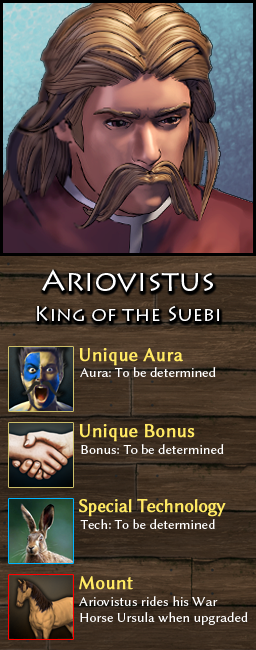 Ariovistus
King of the Suebi
Unique Aura
Aura: To be determined
Unique Bonus
Bonus: To be determined
Special Technology
Tech: To be determined
Mount
Ariovistus rides his War
Horse Ursula when upgraded